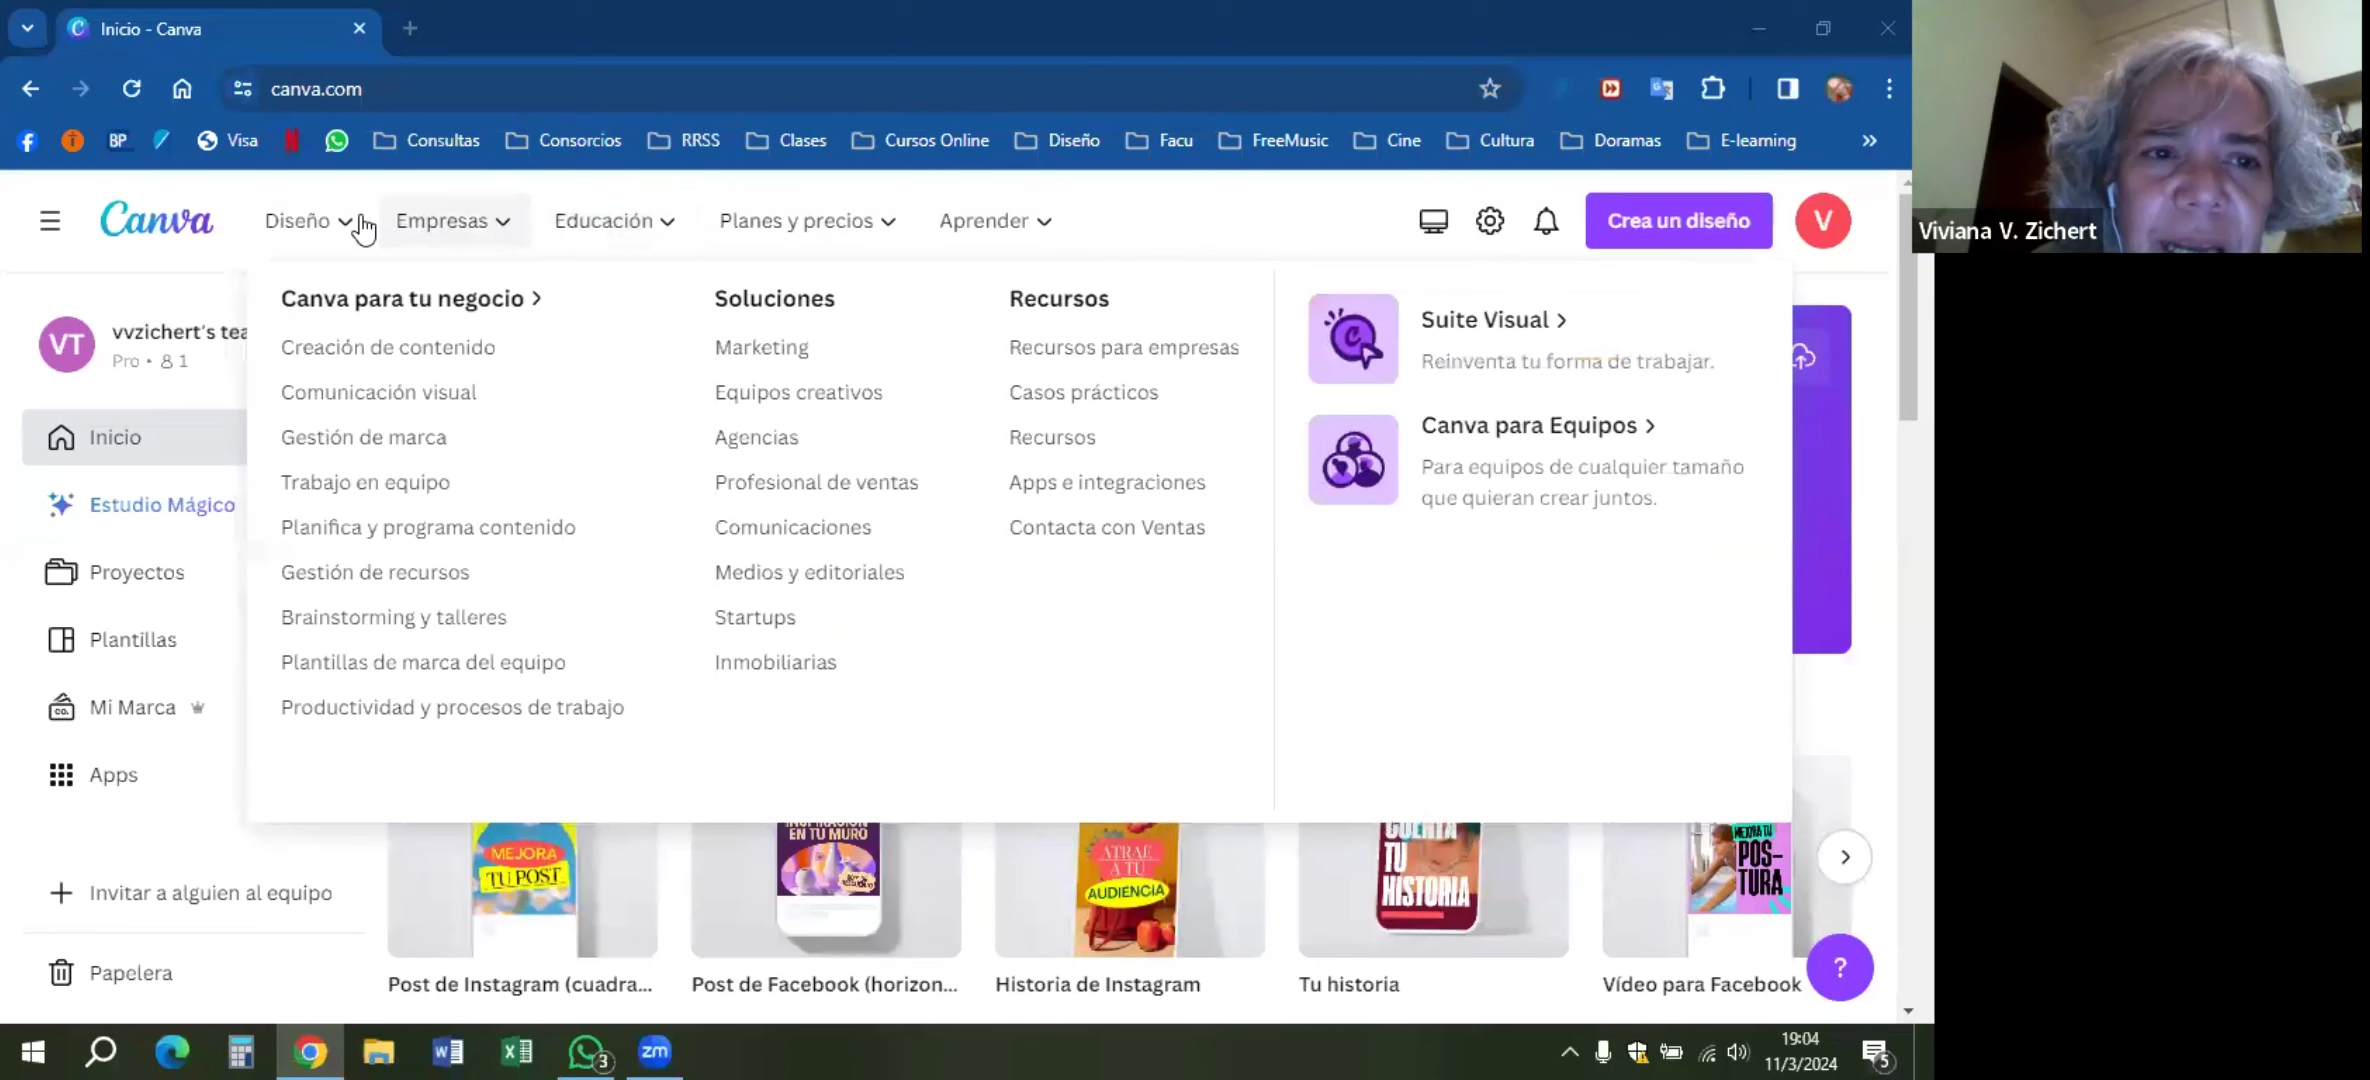 Inicio - Canva
canva.com
BP
Visa
Consultas
Consorcios
RRSS
Clases
Cursos Online
Diseño
Facu
FreeMusic
Cine
Cultura
Doramas
E-learning
Canva
Diseño
Empresas
Educación
Planes y precios
Aprender
Crea un diseño
V
Viviana V. Zichert
VT
vvzichert's tea
Pro • 1
Inicio
Estudio Mágico
Proyectos
Plantillas
CO.
Mi Marca
Apps
Invitar a alguien al equipo
Papelera
Canva para tu negocio
Creación de contenido
Comunicación visual
Gestión de marca
Trabajo en equipo
Planifica y programa contenido
Gestión de recursos
Brainstorming y talleres
Plantillas de marca del equipo
Productividad y procesos de trabajo
Soluciones
Marketing
Equipos creativos
Agencias
Profesional de ventas
Comunicaciones
Medios y editoriales
Startups
Inmobiliarias
Recursos
Recursos para empresas
Casos prácticos
Recursos
Apps e integraciones
Contacta con Ventas
Suite Visual
Reinventa tu forma de trabajar.
Canva para Equipos
Para equipos de cualquier tamaño
que quieran crear juntos.
MEJORA
TU POST
INSPIRACIÓN
EN TU MURO
ATRAE
A TU
AUDIENCIA
CUENTA
TU
HISTORIA
MEJORA TU
POS-
TURA
Post de Instagram (cuadra...
Post de Facebook (horizon...
Historia de Instagram
Tu historia
Vídeo para Facebook
?
3
zm
19:04
11/3/2024
5